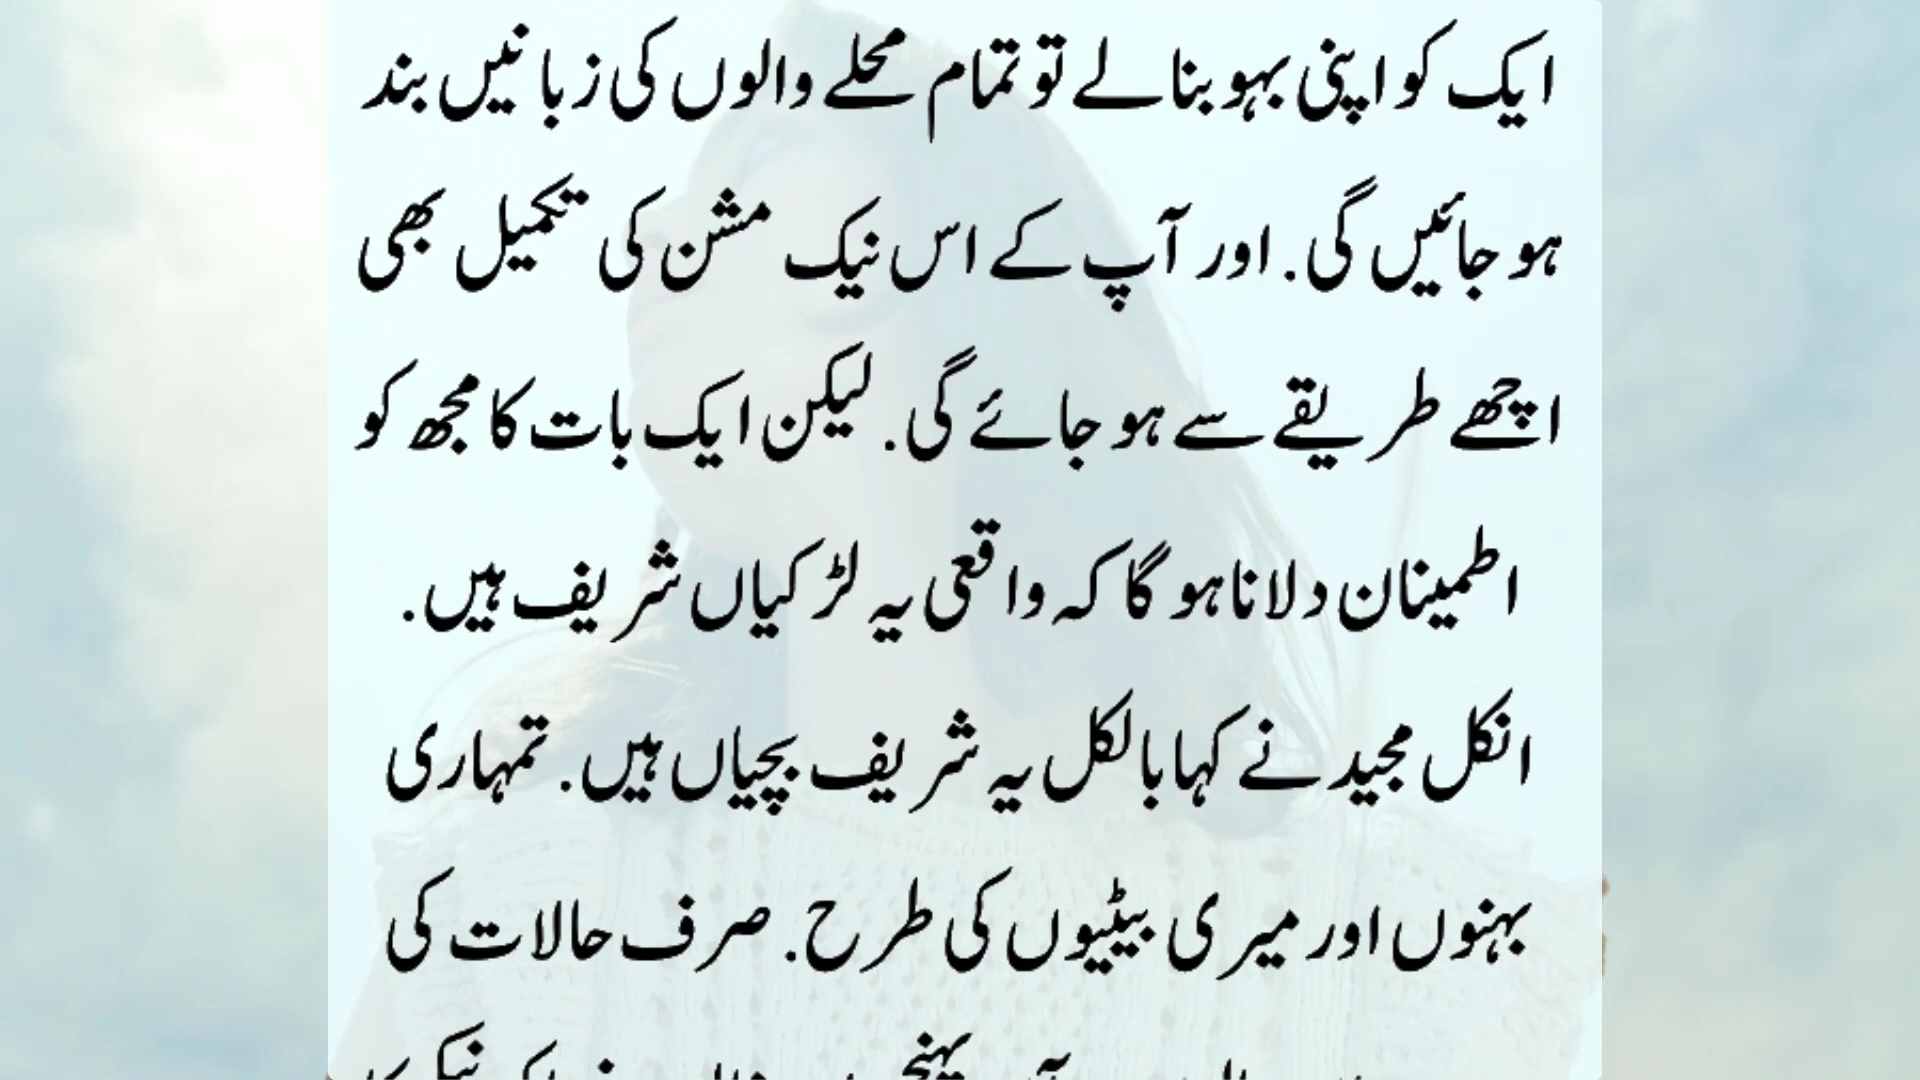 ایک کو اپنی بہو بنا لے تو تمام محلے والوں کی زبانیں بند
ہو جائیں گی. اور آپ کے اس نیک مشن کی تکمیل بھی
اچھے طریقے سے ہو جائے گی. لیکن ایک بات کا مجھ کو
اطمینان دلانا ہو گا کہ واقعی یہ لڑکیاں شریف ہیں.
انکل مجید نے کہا بالکل یہ شریف بچیاں ہیں. تمہاری
بہنوں اور میری بیٹیوں کی طرح. صرف حالات کی